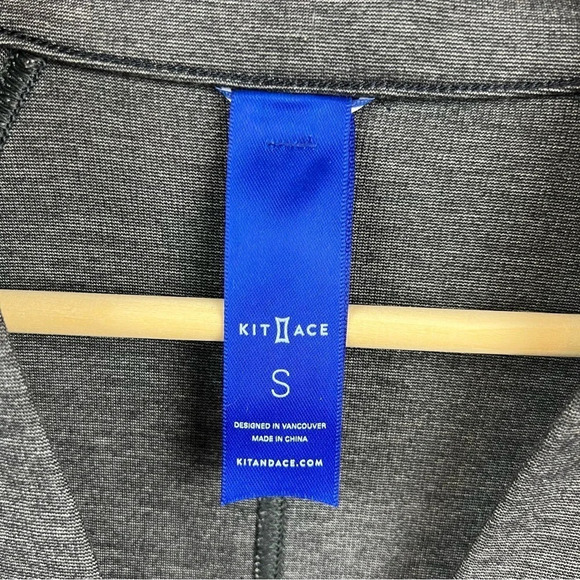 KIT ACE
S
DESIGNED IN VANCOUVER
MADE IN CHINA
KITANDACE.COM